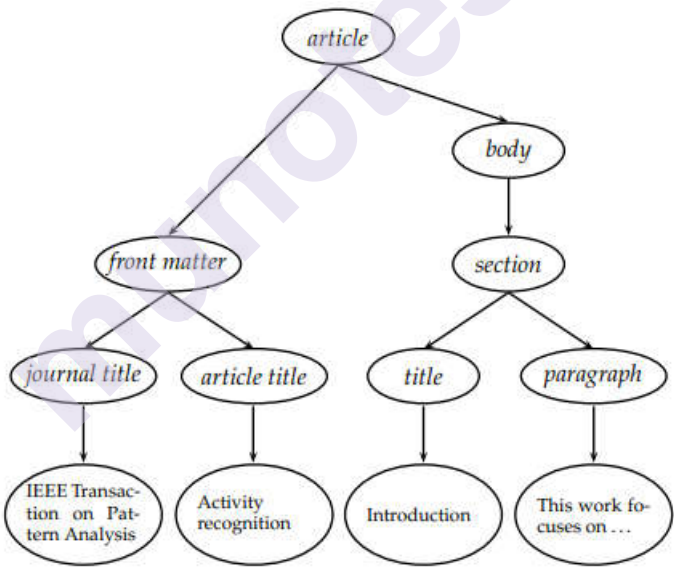 article
body
front matter
section
journal title
article title
title
paragraph
IEEE Transac-
tion on Pat-
tern Analysis
Activity
recognition
Introduction
This work fo-
cuses on ...
munotes